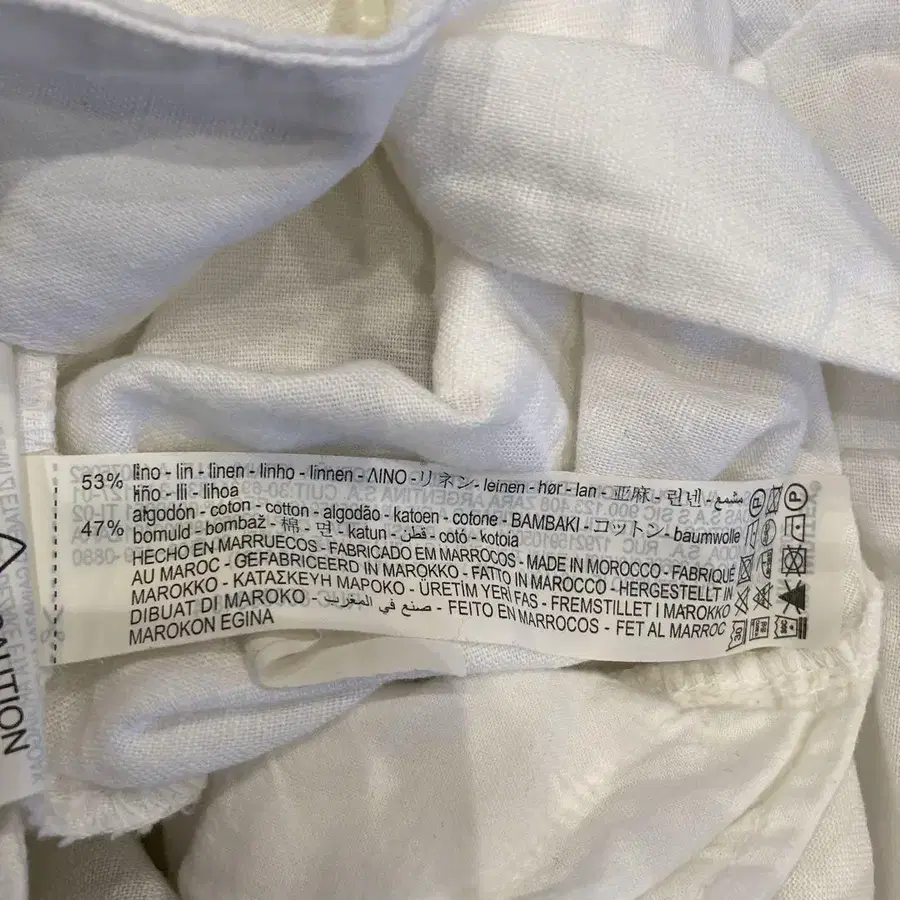 53% lino - lin - linen - linho - linnen - ΛΙΝΟ - リネン - leinen - hør - lan - 亚麻 - 린넨 - مشمع
liño - lli - lihoa
47% algodón - coton - cotton - algodão - katoen - cotone - BAMBAKI - コットン - baumwolle
bomuld - bombaž - 棉 - 면 - katun - قطن - cotó - kotoia
HECHO EN MARRUECOS - FABRICADO EM MARROCOS - MADE IN MOROCCO - FABRIQUÉ
AU MAROC - GEFABRICEERD IN MAROKKO - FATTO IN MAROCCO - HERGESTELLT IN
MAROKKO - ΚΑΤΑΣΚΕΥΗ ΜΑΡΟΚΟ - ÜRETIM YERI FAS - FREMSTILLET I MAROKKO
DIBUAT DI MAROKO - صنع في المغرب - FEITO EN MARROCOS - FET AL MARROC
MAROKON EGINA